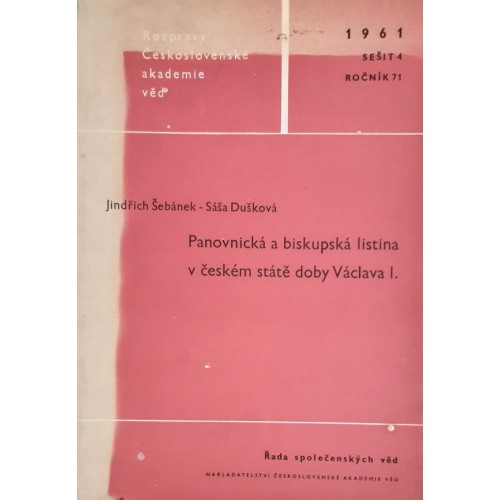 Rozpravy
Československé
akademie
věd
1961
SEŠIT 4
ROČNÍK 71
Jindřich Šebánek - Sáša Dušková
Panovnická a biskupská listina
v českém státě doby Václava I.
Řada společenských věd
NAKLADATELSTVÍ ČESKOSLOVENSKÉ AKADEMIE VĚD